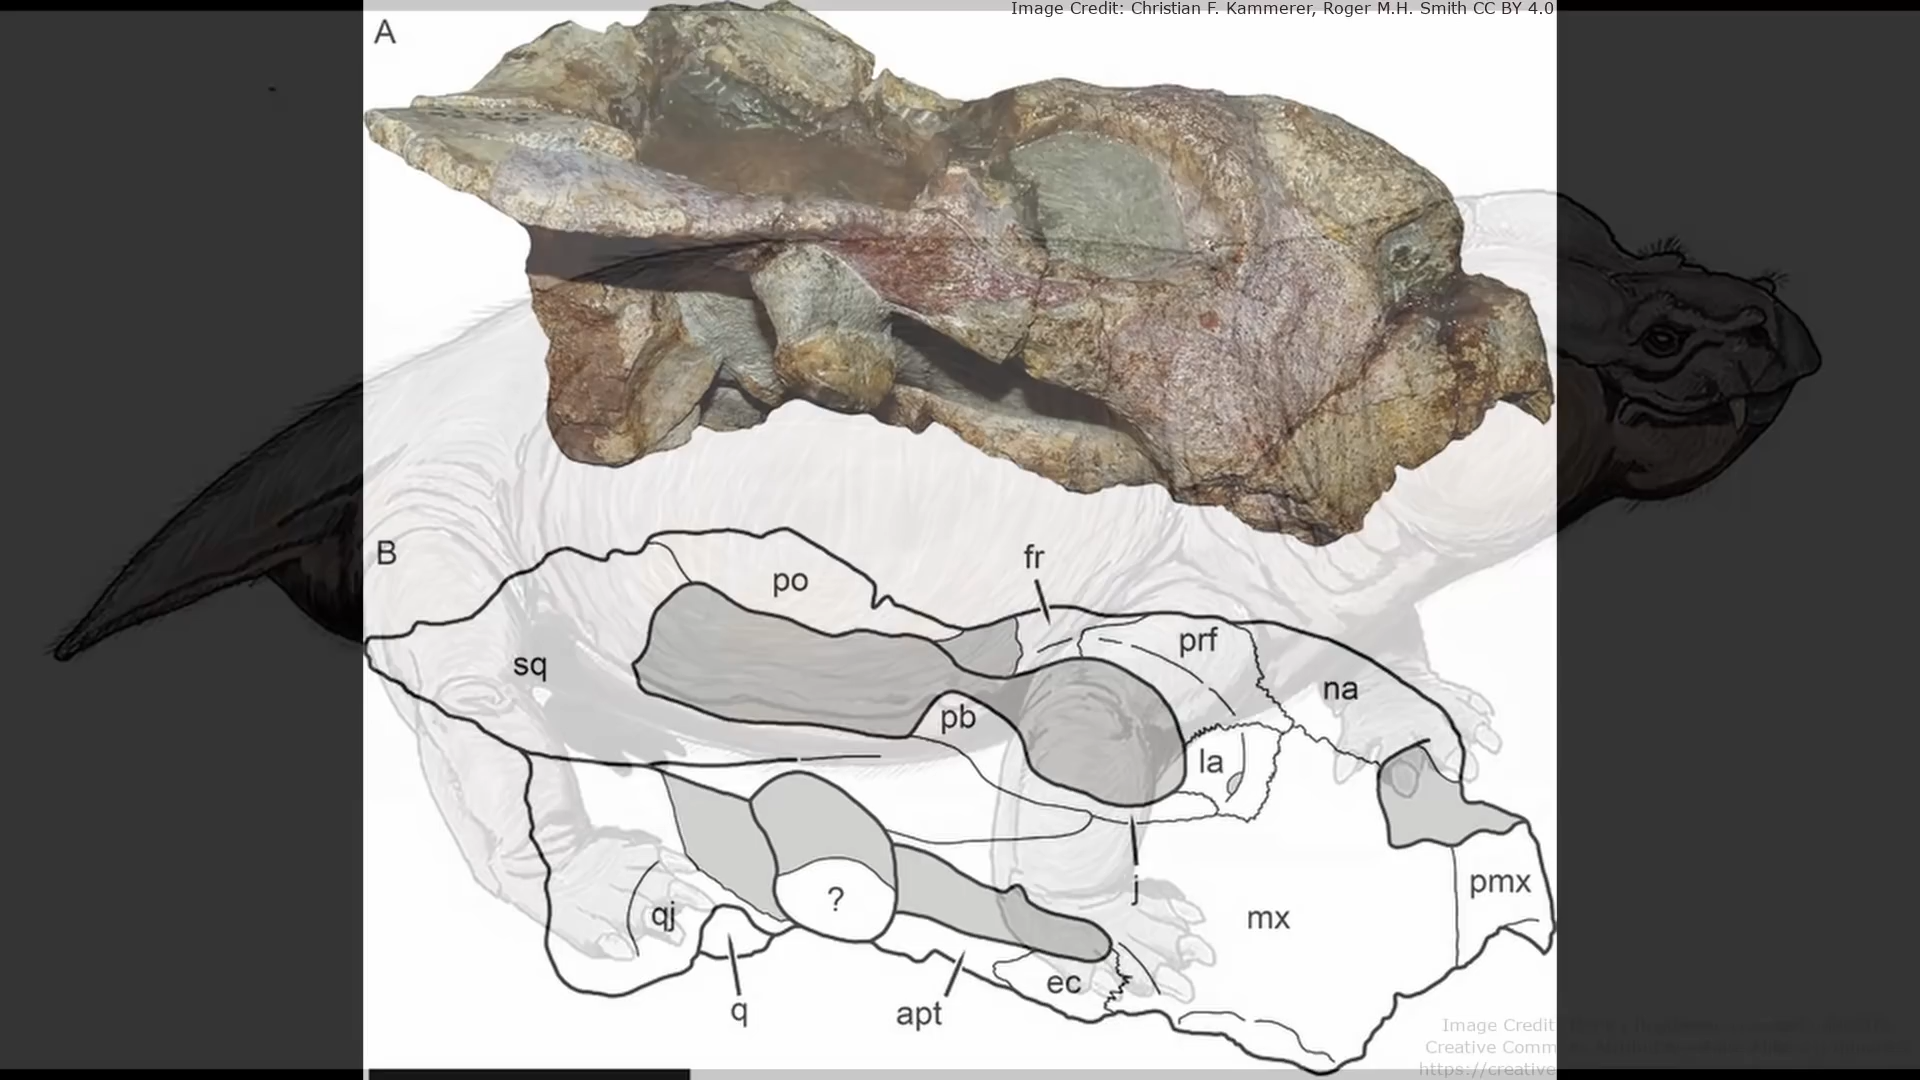 Image Credit: Christian F. Kammerer, Roger M.H. Smith CC BY 4.0
A
B
fr
po
prf
sq
na
pb
la
j
pmx
?
qj
mx
ec
q
apt
Image Credit
Creative Comm
https://creative